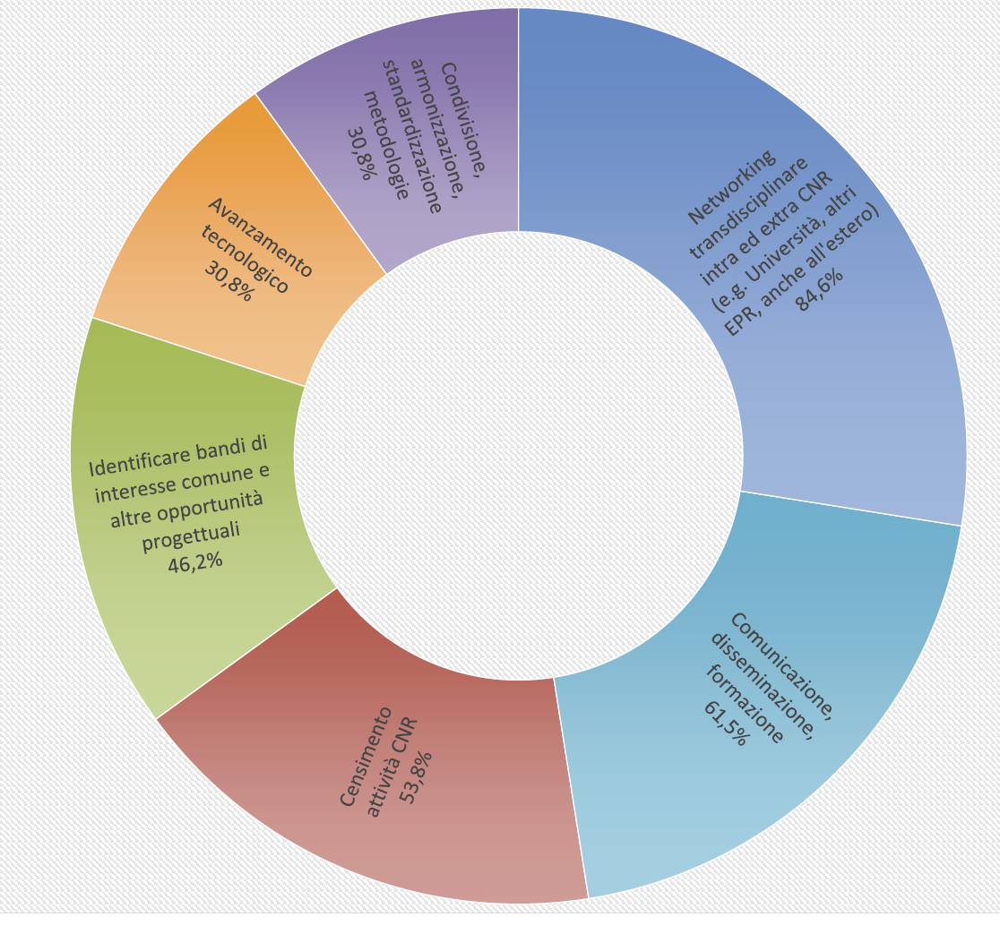 Networking
transdisciplinare
intra ed extra CNR
(e.g. Università, altri
EPR, anche all'estero)
84,6%
Comunicazione,
disseminazione,
formazione
61,5%
Censimento
attività CNR
53,8%
Identificare bandi di
interesse comune e
altre opportunità
progettuali
46,2%
Avanzamento
tecnologico
30,8%
Condivisione,
armonizzazione,
standardizzazione
metodologie
30,8%